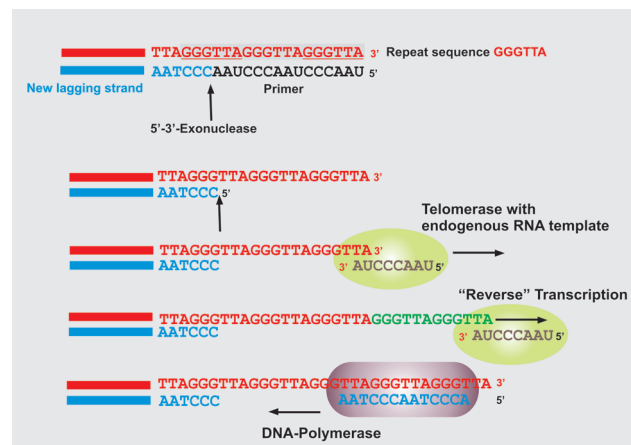 TTAGGGTTAGGGTTAGGGTTA 3' Repeat sequence GGGTTA
AATCCCAAUCCCAAUCCCAAU 5'
New lagging strand Primer
5'-3'-Exonuclease
TTAGGGTTAGGGTTAGGGTTA 3'
AATCCC 5'
Telomerase with
endogenous RNA template
TTAGGGTTAGGGTTAGGGTTA 3'
AATCCC 3' AUCCCAAU 5'
“Reverse” Transcription
TTAGGGTTAGGGTTAGGGTTAGGGTTAGGGTTA
AATCCC 3' AUCCCAAU 5'
TTAGGGTTAGGGTTAGGGTTAGGGTTAGGGTTA 3'
AATCCC AATCCCAATCCCA 5'
DNA-Polymerase